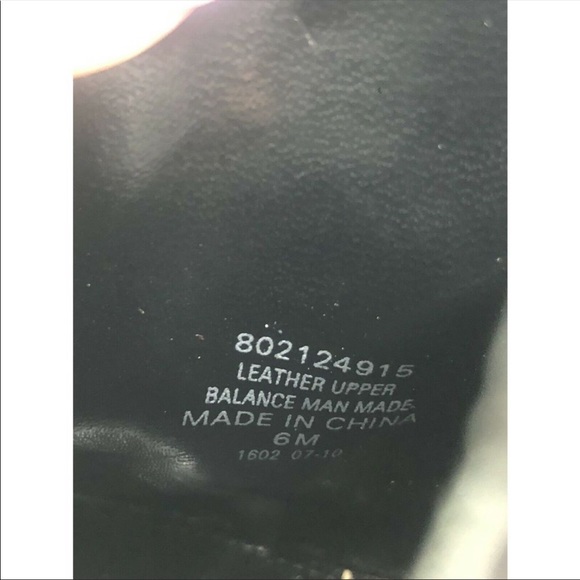 802124915
LEATHER UPPER
BALANCE MAN MADE
MADE IN CHINA
6M
1602 07-10